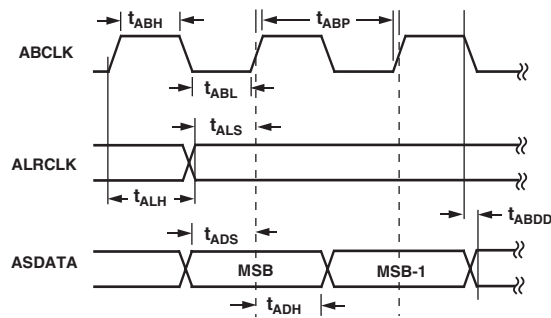 tABH
tABP
ABCLK
tABL
tALS
ALRCLK
tALH
tABDD
tADS
ASDATA
MSB
MSB-1
tADH